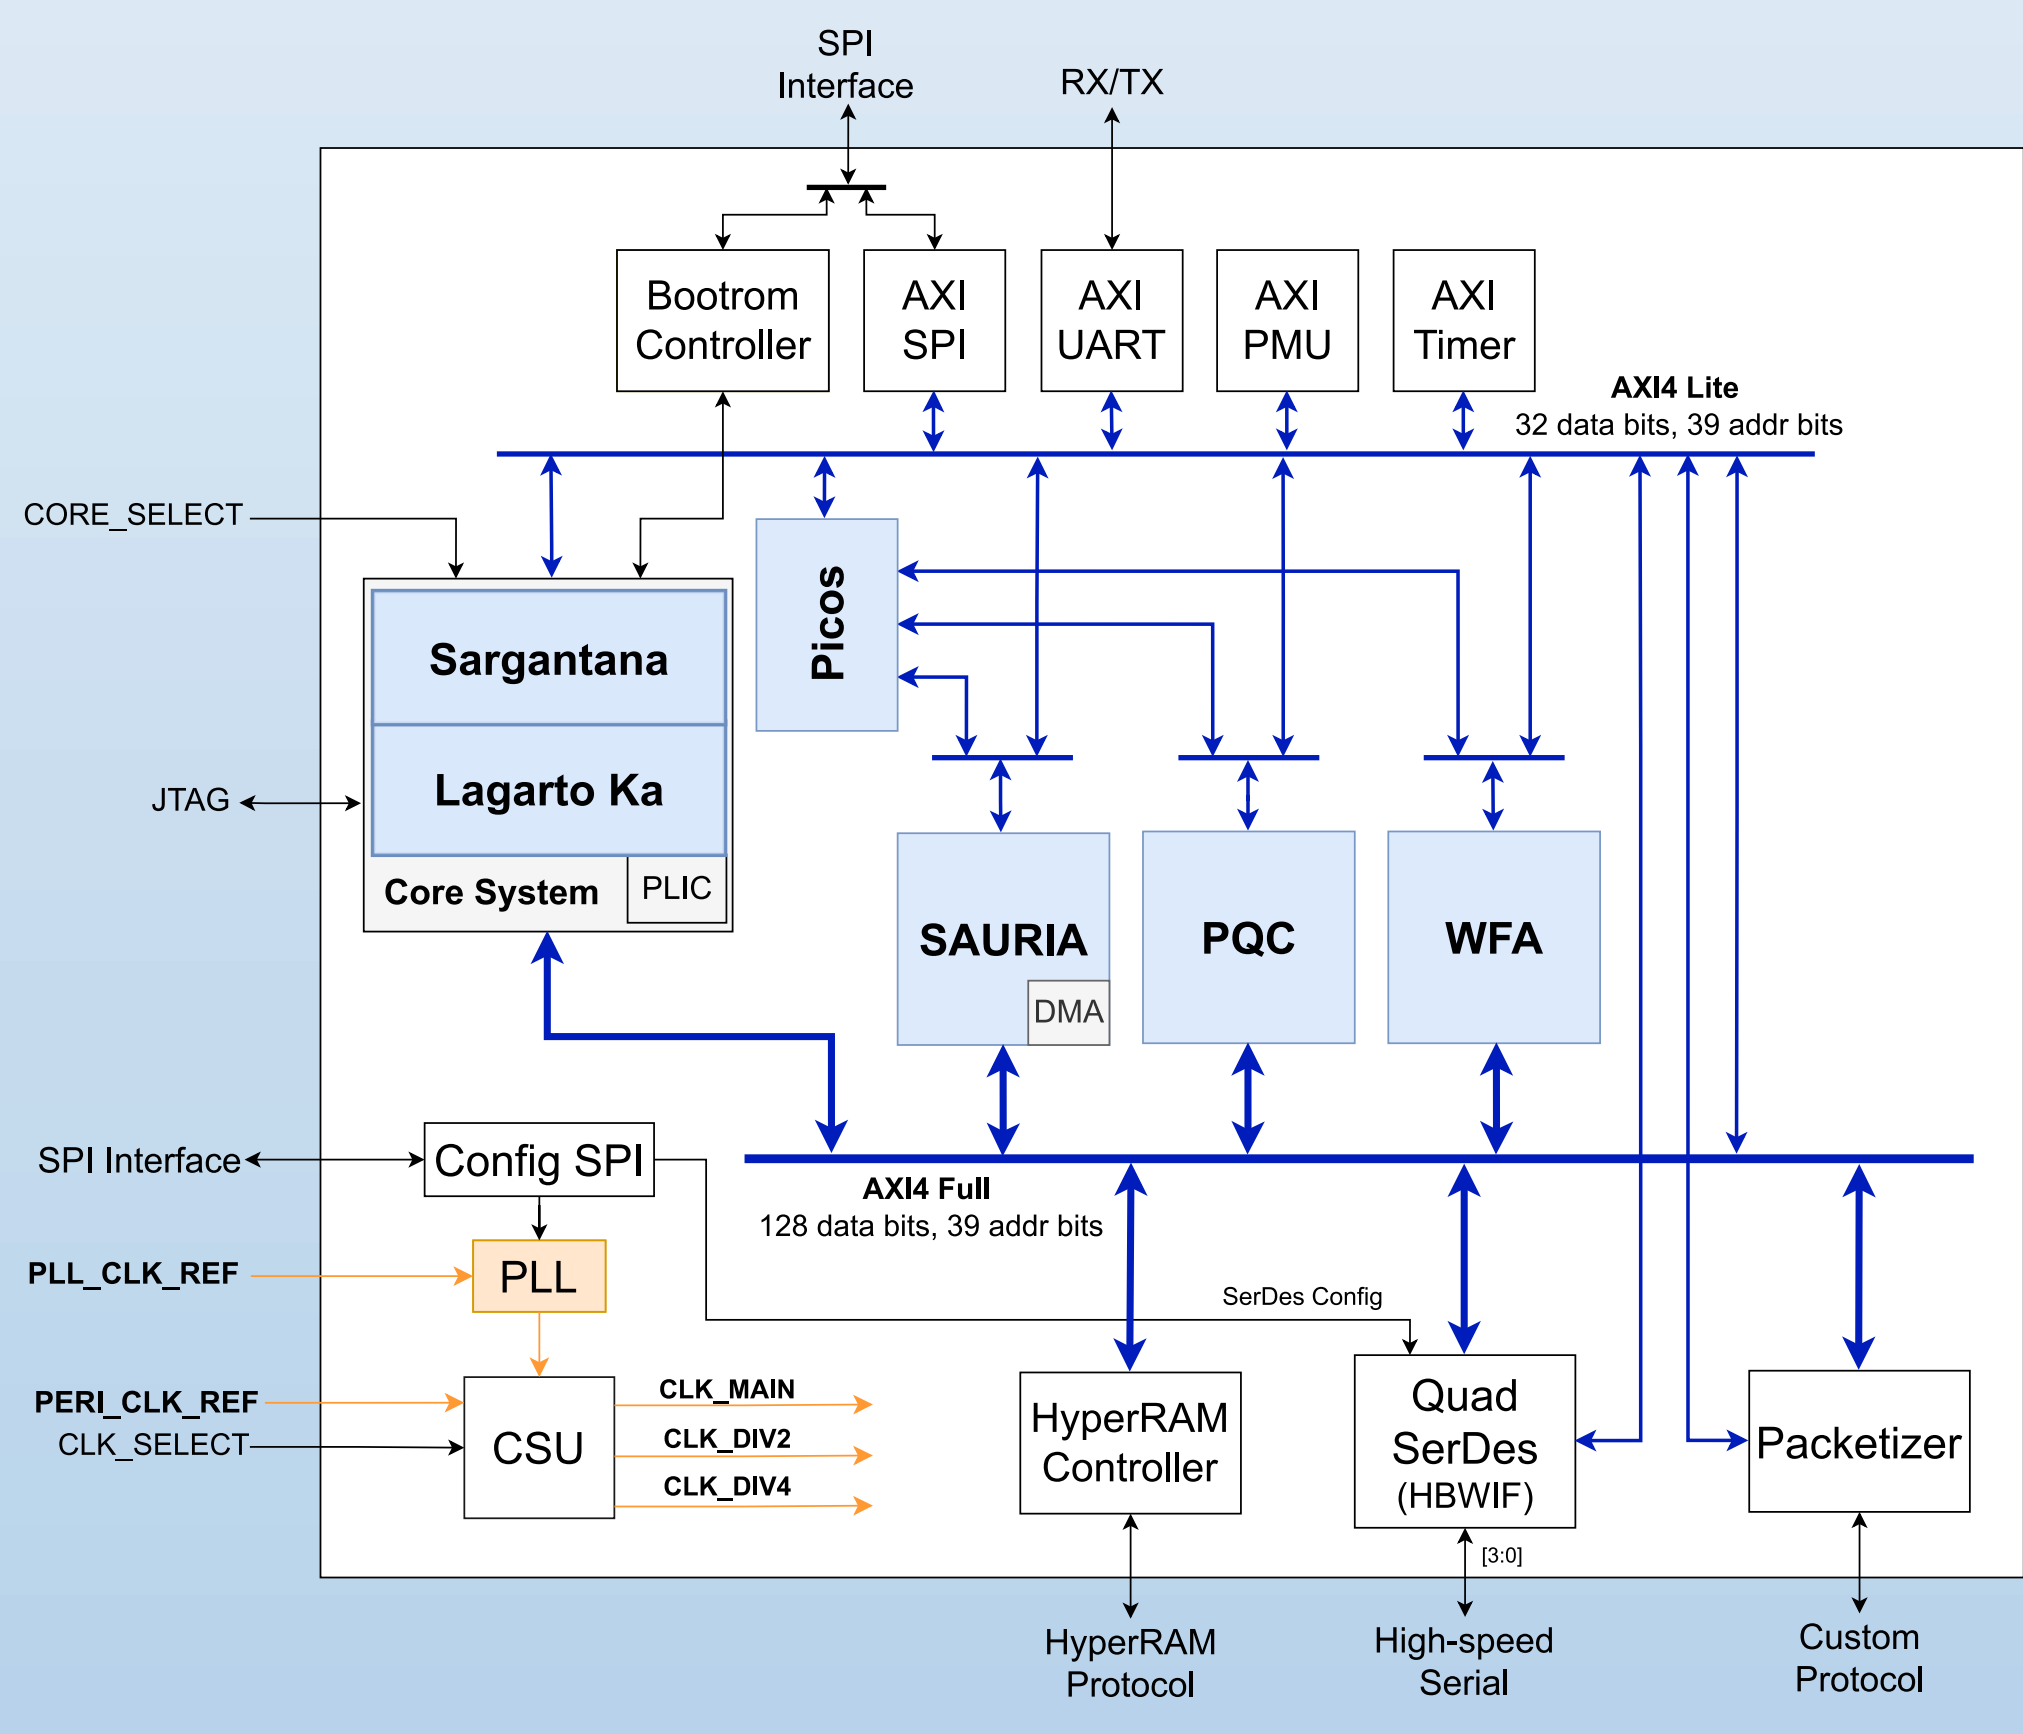 SPI
Interface
RX/TX
Bootrom
Controller
AXI
SPI
AXI
UART
AXI
PMU
AXI
Timer
AXI4 Lite
32 data bits, 39 addr bits
CORE_SELECT
Picos
Sargantana
Lagarto Ka
JTAG
Core System
PLIC
SAURIA
DMA
PQC
WFA
SPI Interface
Config SPI
AXI4 Full
128 data bits, 39 addr bits
PLL_CLK_REF
PLL
SerDes Config
PERI_CLK_REF
CLK_SELECT
CSU
CLK_MAIN
CLK_DIV2
CLK_DIV4
HyperRAM
Controller
Quad
SerDes
(HBWIF)
Packetizer
[3:0]
HyperRAM
Protocol
High-speed
Serial
Custom
Protocol